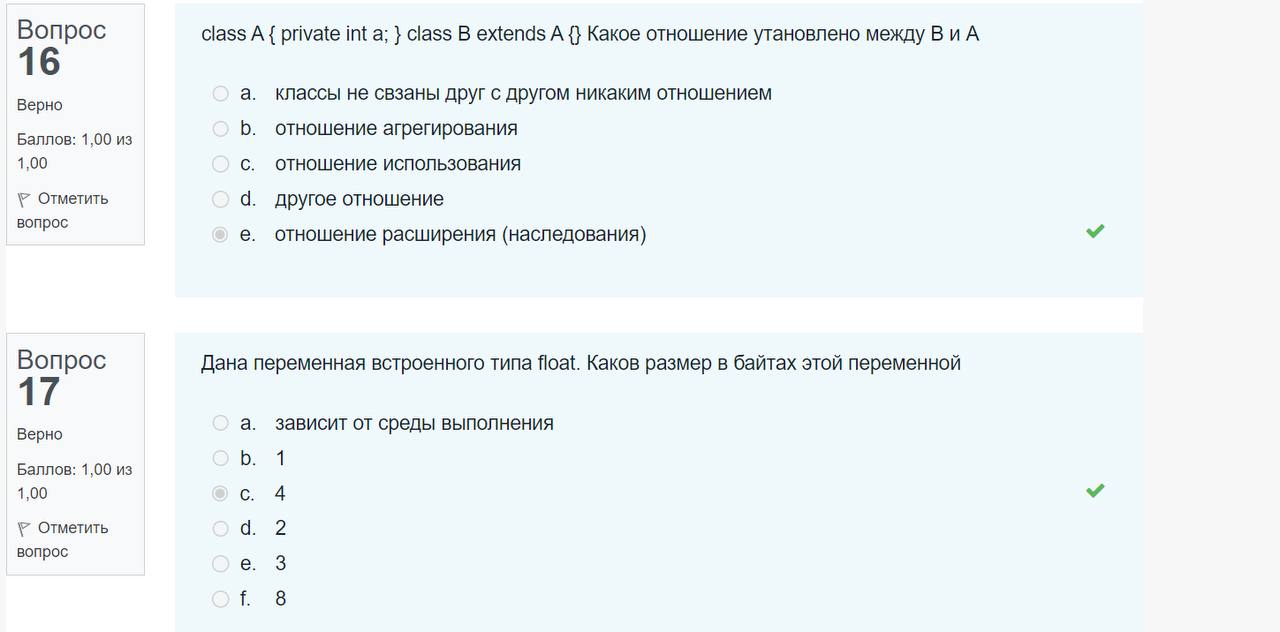 Вопрос
16
Верно
Баллов: 1,00 из
1,00
Отметить
вопрос
class A { private int a; } class B extends A {} Какое отношение утановлено между B и A
a. классы не свзаны друг с другом никаким отношением
b. отношение агрегирования
c. отношение использования
d. другое отношение
e. отношение расширения (наследования)
Вопрос
17
Верно
Баллов: 1,00 из
1,00
Отметить
вопрос
Дана переменная встроенного типа float. Каков размер в байтах этой переменной
a. зависит от среды выполнения
b. 1
c. 4
d. 2
e. 3
f. 8